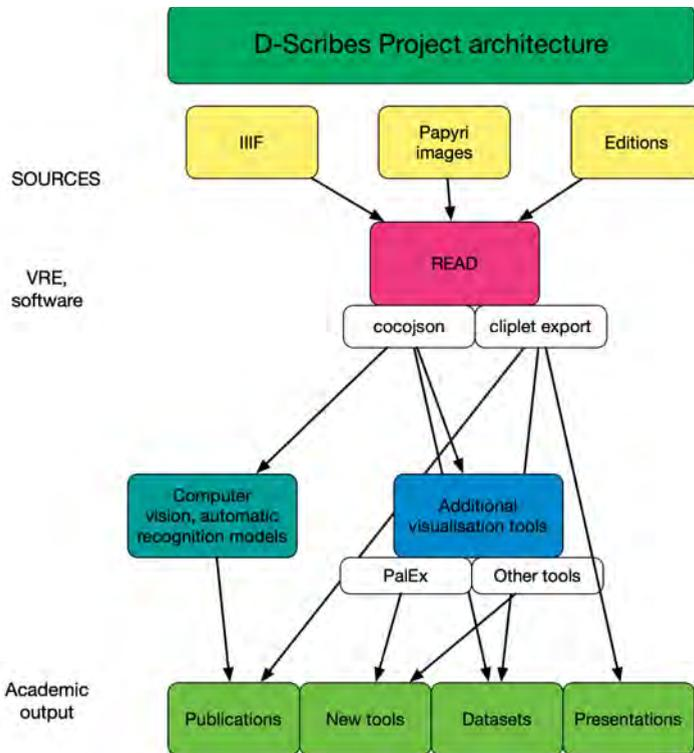 D-Scribes Project architecture
IIIF
Papyri
images
Editions
SOURCES
READ
VRE,
software
cocojson
cliplet export
Computer
vision, automatic
recognition models
Additional
visualisation tools
PalEx
Other tools
Academic
output
Publications
New tools
Datasets
Presentations